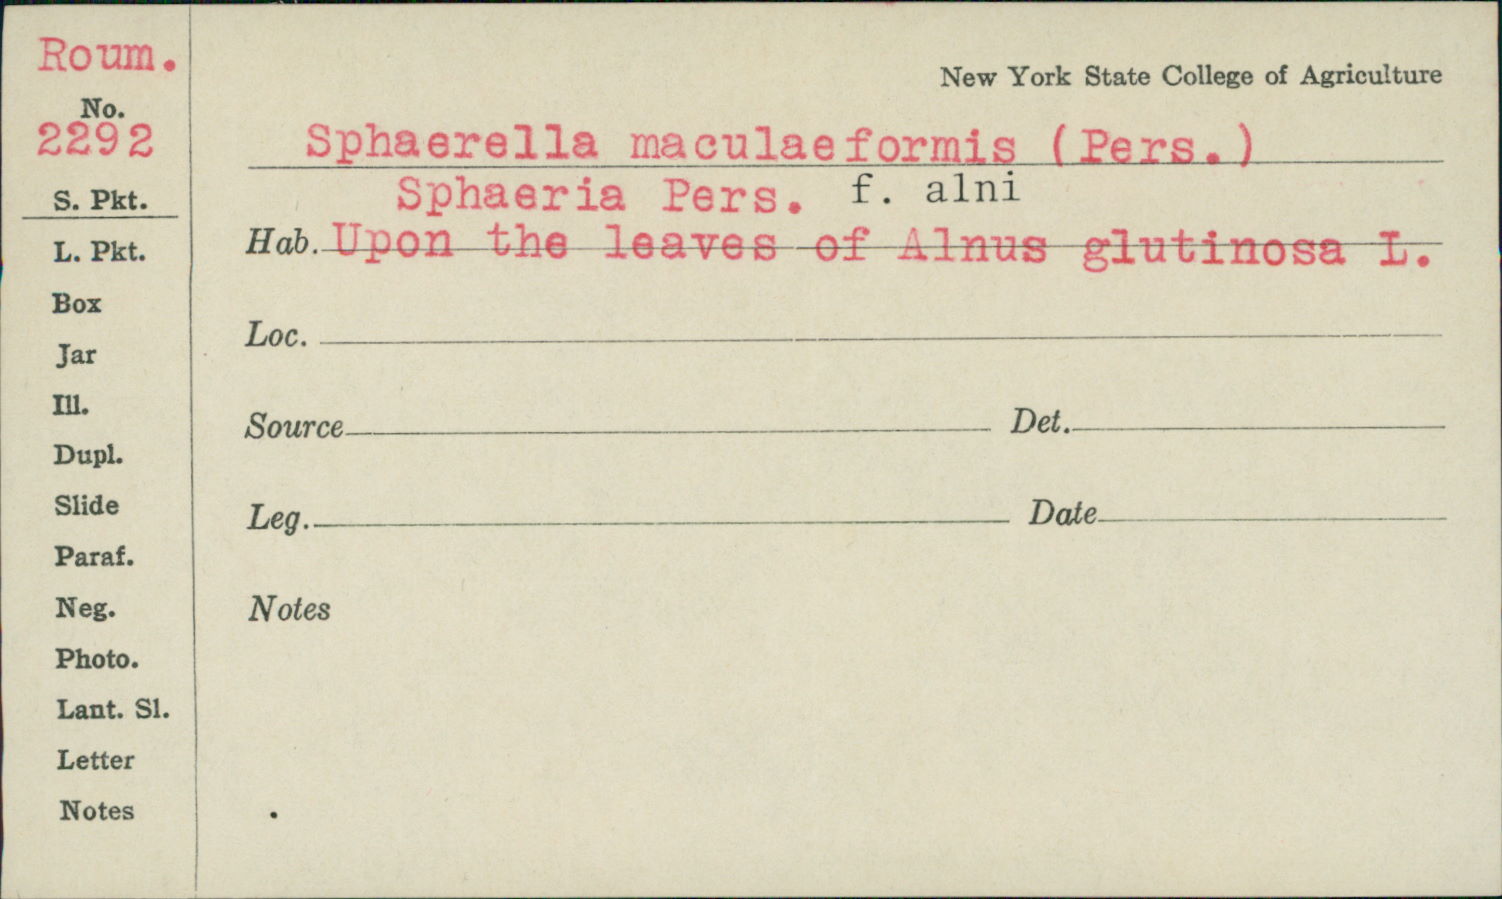 Roum.
No.
2292
S. Pkt.
L. Pkt.
Box
Jar
Ill.
Dupl.
Slide
Paraf.
Neg.
Photo.
Lant. Sl.
Letter
Notes
New York State College of Agriculture
Sphaerella maculaeformis (Pers.)
Sphaeria Pers. f. alni
Hab. Upon the leaves of Alnus glutinosa L.
Loc.
Source Det.
Leg. Date
Notes